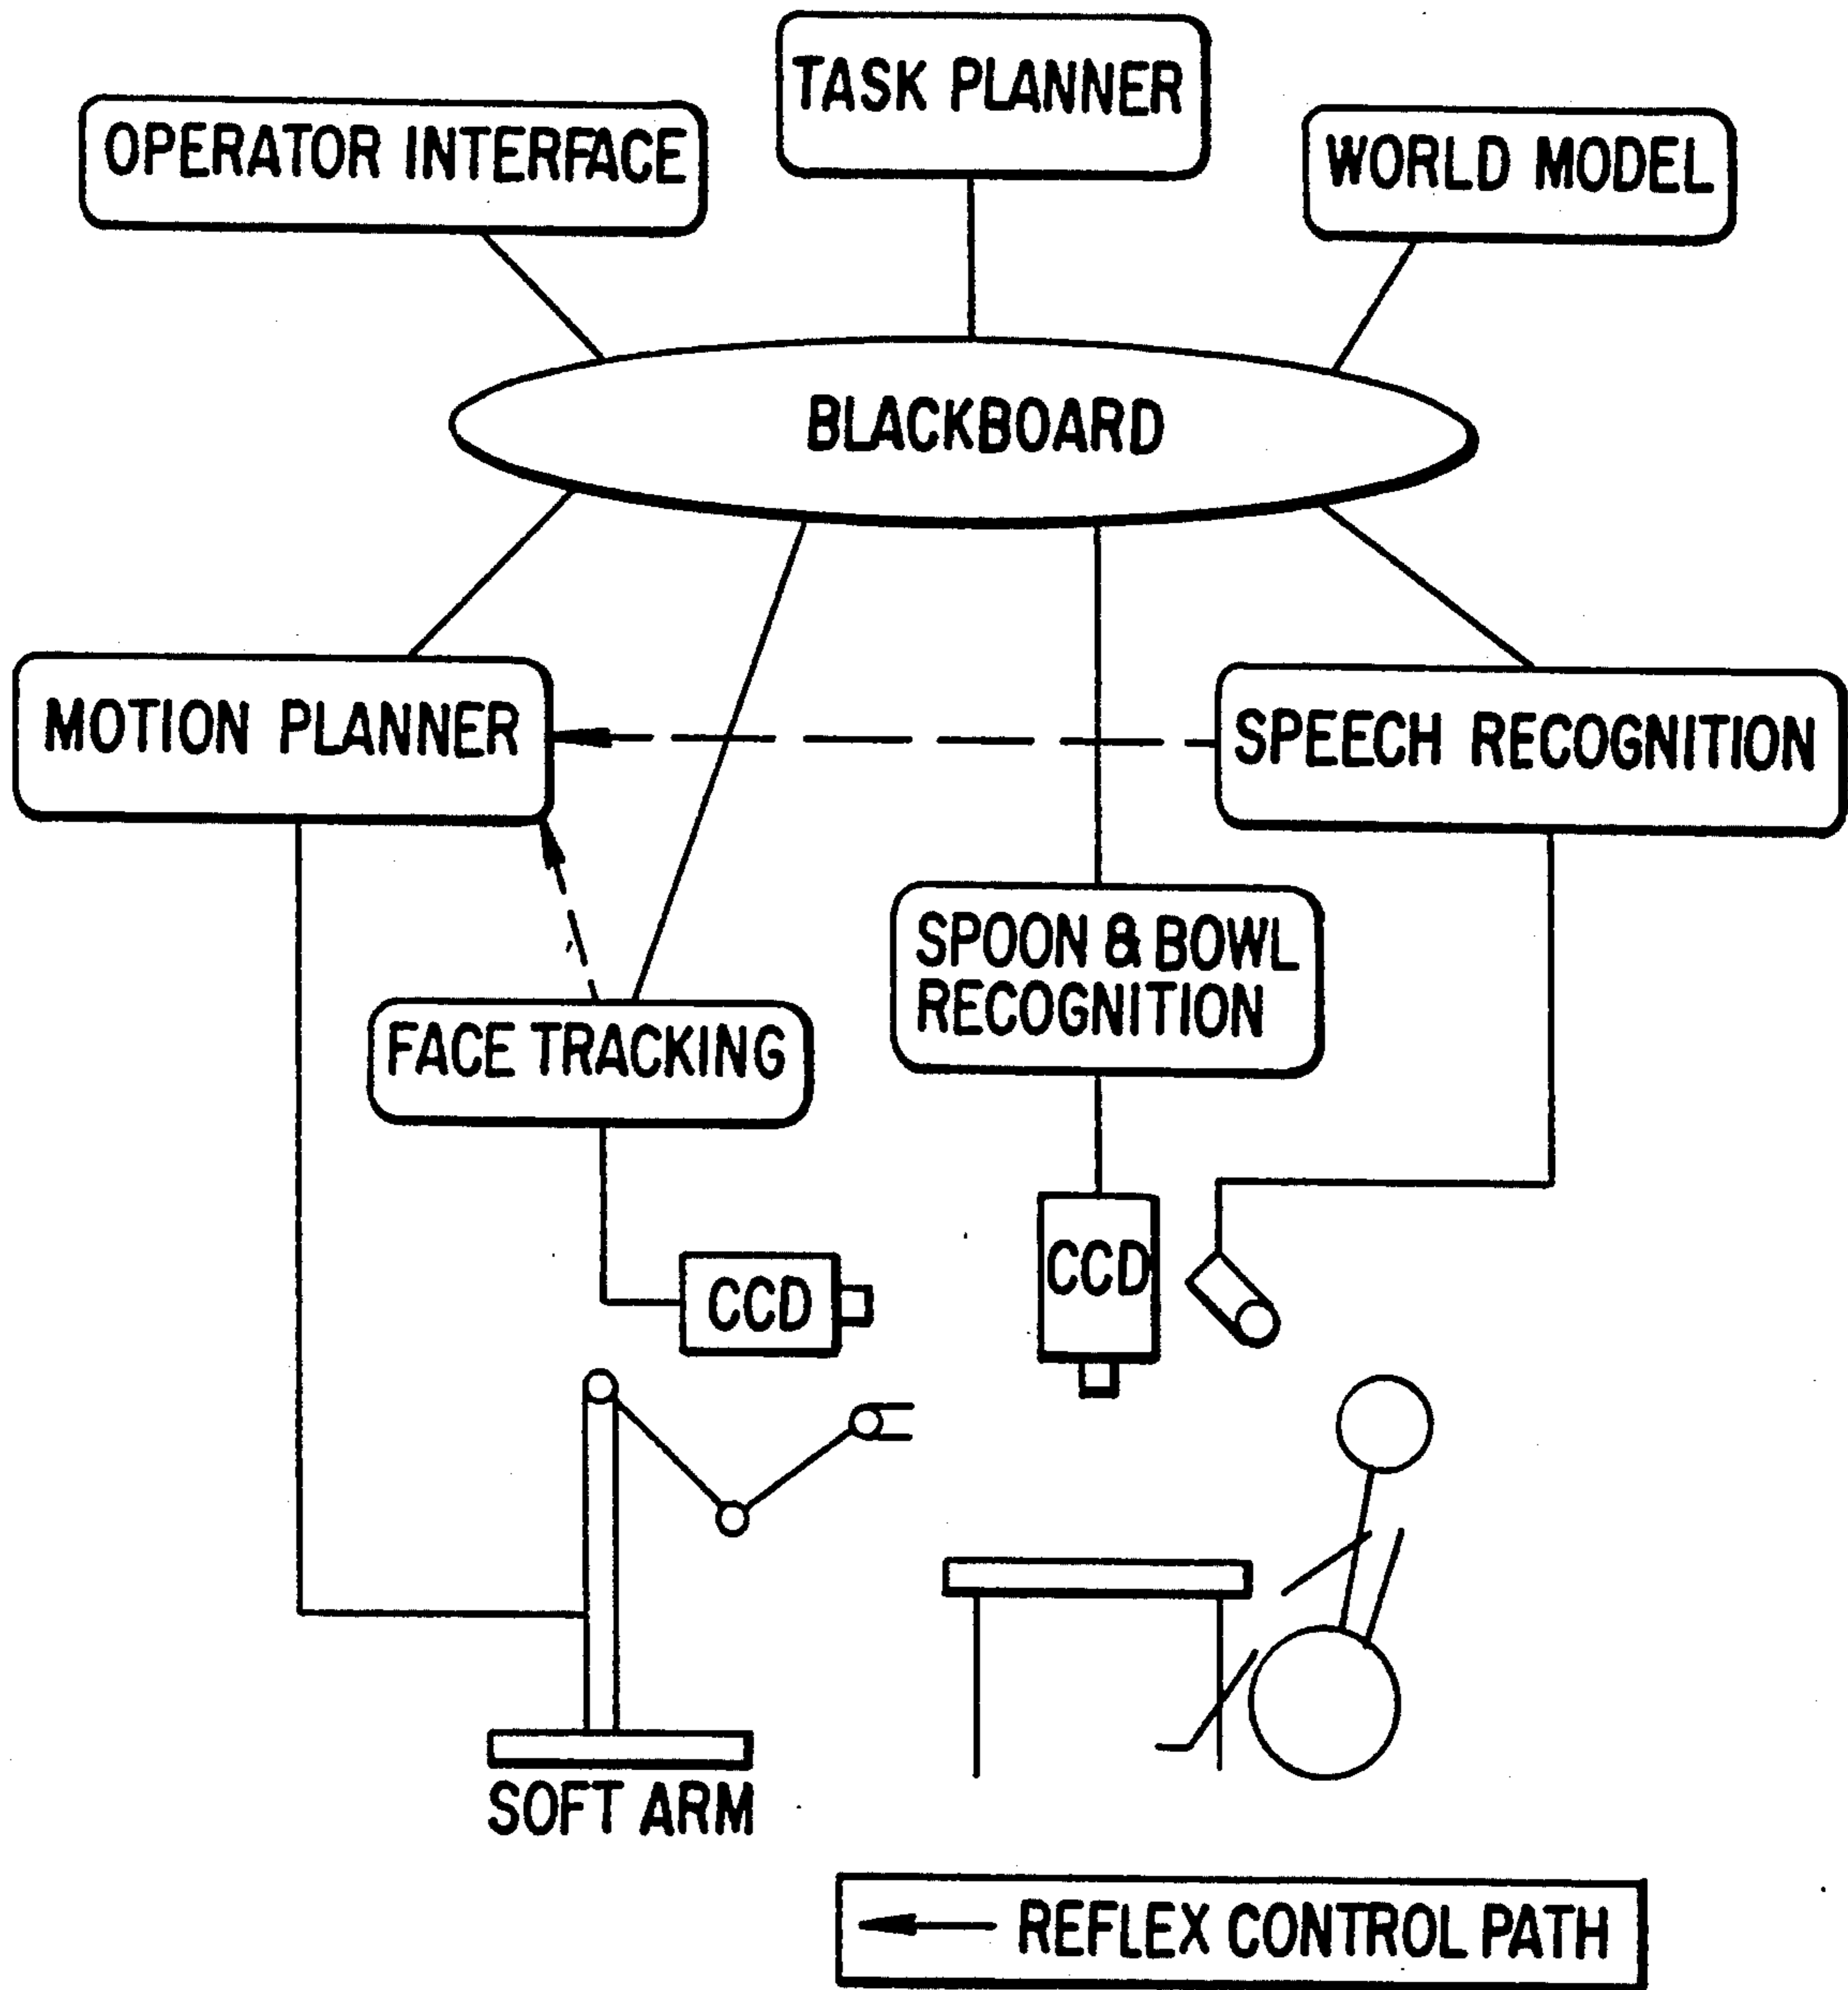 TASK PLANNER
OPERATOR INTERFACE
WORLD MODEL
BLACKBOARD
MOTION PLANNER
SPEECH RECOGNITION
SPOON & BOWL
RECOGNITION
FACE TRACKING
CCD
CCD
SOFT ARM
REFLEX CONTROL PATH